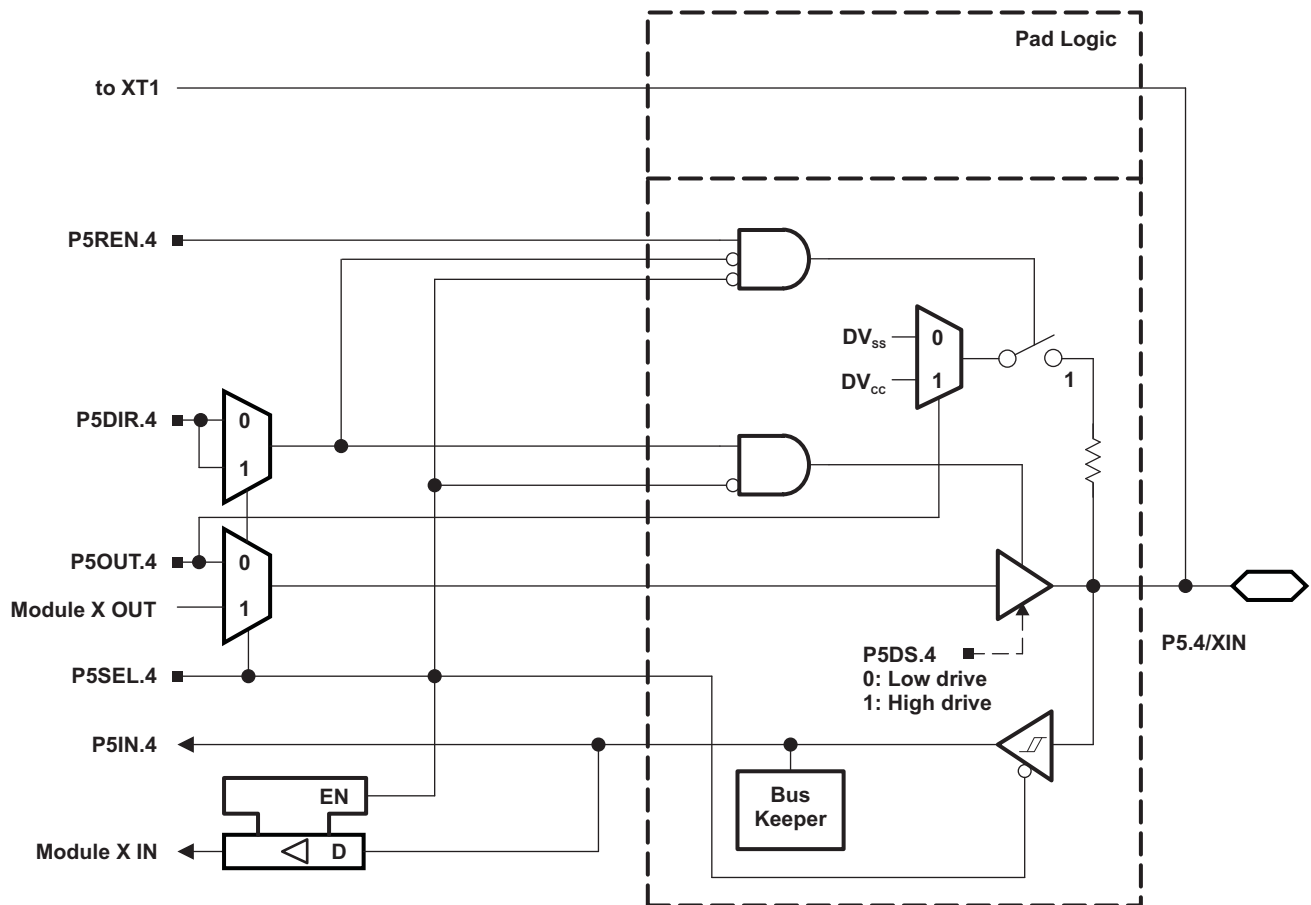 Pad Logic
to XT1
P5REN.4
DVSS
0
DVCC
1
1
P5DIR.4
0
1
P5OUT.4
0
Module X OUT
1
P5DS.4
0: Low drive
1: High drive
P5.4/XIN
P5SEL.4
P5IN.4
Bus
Keeper
EN
Module X IN
D